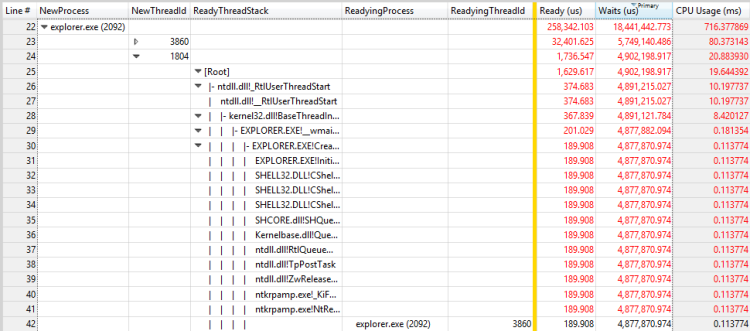 Line # NewProcess NewThreadId ReadyThreadStack ReadyingProcess ReadyingThreadId Ready (us) Waits (us) Primary CPU Usage (ms)
22 explorer.exe (2092) 258,342.103 18,441,442.773 716.377869
23 3860 32,401.625 5,749,140.486 80.373143
24 1804 1,736.547 4,902,198.917 20.883930
25 [Root] 1,629.617 4,902,198.917 19.644392
26 |- ntdll.dll!_RtlUserThreadStart 374.683 4,891,215.027 10.197737
27 | ntdll.dll!__RtlUserThreadStart 374.683 4,891,215.027 10.197737
28 |- kernel32.dll!BaseThreadIn... 367.839 4,891,121.784 8.420127
29 | |- EXPLORER.EXE!__wmai... 201.029 4,877,882.094 0.181354
30 | | |- EXPLORER.EXE!Crea... 189.908 4,877,870.974 0.113774
31 | | | EXPLORER.EXE!Initi... 189.908 4,877,870.974 0.113774
32 | | | SHELL32.DLL!CShel... 189.908 4,877,870.974 0.113774
33 | | | SHELL32.DLL!CShel... 189.908 4,877,870.974 0.113774
34 | | | SHELL32.DLL!CShel... 189.908 4,877,870.974 0.113774
35 | | | SHCORE.dll!SHQue... 189.908 4,877,870.974 0.113774
36 | | | Kernelbase.dll!Que... 189.908 4,877,870.974 0.113774
37 | | | ntdll.dll!RtlQueue... 189.908 4,877,870.974 0.113774
38 | | | ntdll.dll!TpPostTask 189.908 4,877,870.974 0.113774
39 | | | ntdll.dll!ZwRelease... 189.908 4,877,870.974 0.113774
40 | | | ntkrpamp.exe!_KiF... 189.908 4,877,870.974 0.113774
41 | | | ntkrpamp.exe!NtRe... 189.908 4,877,870.974 0.113774
42 | | | explorer.exe (2092) 3860 189.908 4,877,870.974 0.113774